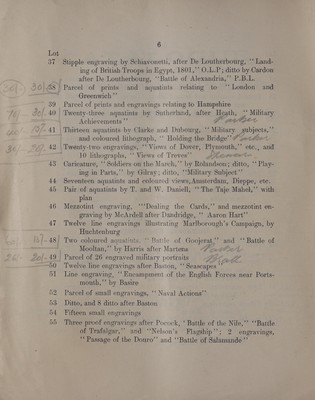 6
Lot
37 Stipple engraving by Schiavonetti, after De Loutherbourg, "Land-
ing of British Troops in Egypt, 1801," O.L.P; ditto by Cardon
after De Loutherbourg, "Battle of Alexandria," P.B.L.
38 Parcel of prints and aquatints relating to "London and
Greenwich"
39 Parcel of prints and engravings relating to Hampshire
40 Twenty-three aquatints by Sutherland, after Heath, "Military
Achievements" Parker
41 Thirteen aquatints by Clarke and Dubourg, "Military subjects,"
and coloured lithograph, "Holding the Bridge" Parker
42 Twenty-two engravings, "Views of Dover, Plymouth," etc., and
10 lithographs, "Views of Troves"
43 Caricature, "Soldiers on the March," by Rolandson; ditto, "Play-
ing in Parts," by Gilray; ditto, "Military Subject"
44 Seventeen aquatints and coloured views, Amsterdam, Dieppe, etc.
45 Pair of aquatints by T. and W. Daniell, "The Taje Mahel," with
plan
46 Mezzotint engraving, "'Dealing the Cards," and mezzotint en-
graving by McArdell after Dandridge, "Aaron Hart"
47 Twelve line engravings illustrating Marlborough's Campaign, by
Huchtenburg
48 Two coloured aquatints. "Battle of Goojerat," and "Battle of
Mooltan," by Harris after Martens Parker
49 Parcel of 26 engraved military portraits
50 Twelve line engravings after Baston, "Seascapes"
51 Line engraving, "Encampment of the English Forces near Ports-
mouth," by Basire
52 Parcel of small engravings, "Naval Actions"
53 Ditto, and 8 ditto after Baston
54 Fifteen small engravings
55 Three proof engravings after Pocock, "Battle of the Nile," "Battle
of Trafalgar," and "Nelson's Flagship"; 2 engravings,
"Passage of the Douro" and "Battle of Salamande"